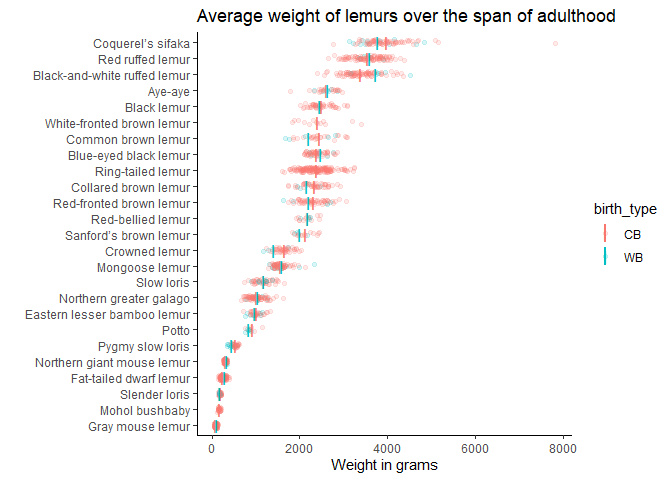 Average weight of lemurs over the span of adulthood
Coquerel's sifaka
Red ruffed lemur
Black-and-white ruffed lemur
Aye-aye
Black lemur
White-fronted brown lemur
Common brown lemur
Blue-eyed black lemur
Ring-tailed lemur
Collared brown lemur
Red-fronted brown lemur
Red-bellied lemur
Sanford's brown lemur
Crowned lemur
Mongoose lemur
Slow loris
Northern greater galago
Eastern lesser bamboo lemur
Potto
Pygmy slow loris
Northern giant mouse lemur
Fat-tailed dwarf lemur
Slender loris
Mohol bushbaby
Gray mouse lemur
0 2000 4000 6000 8000
Weight in grams
birth_type
CB
WB